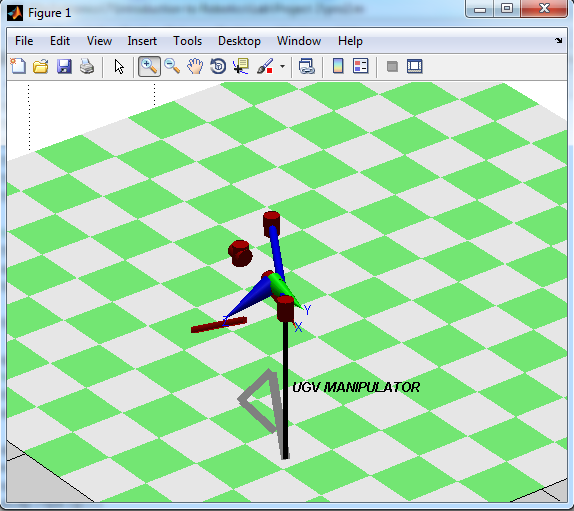 Figure 1
File Edit View Insert Tools Desktop Window Help
Y
X
UGV MANIPULATOR